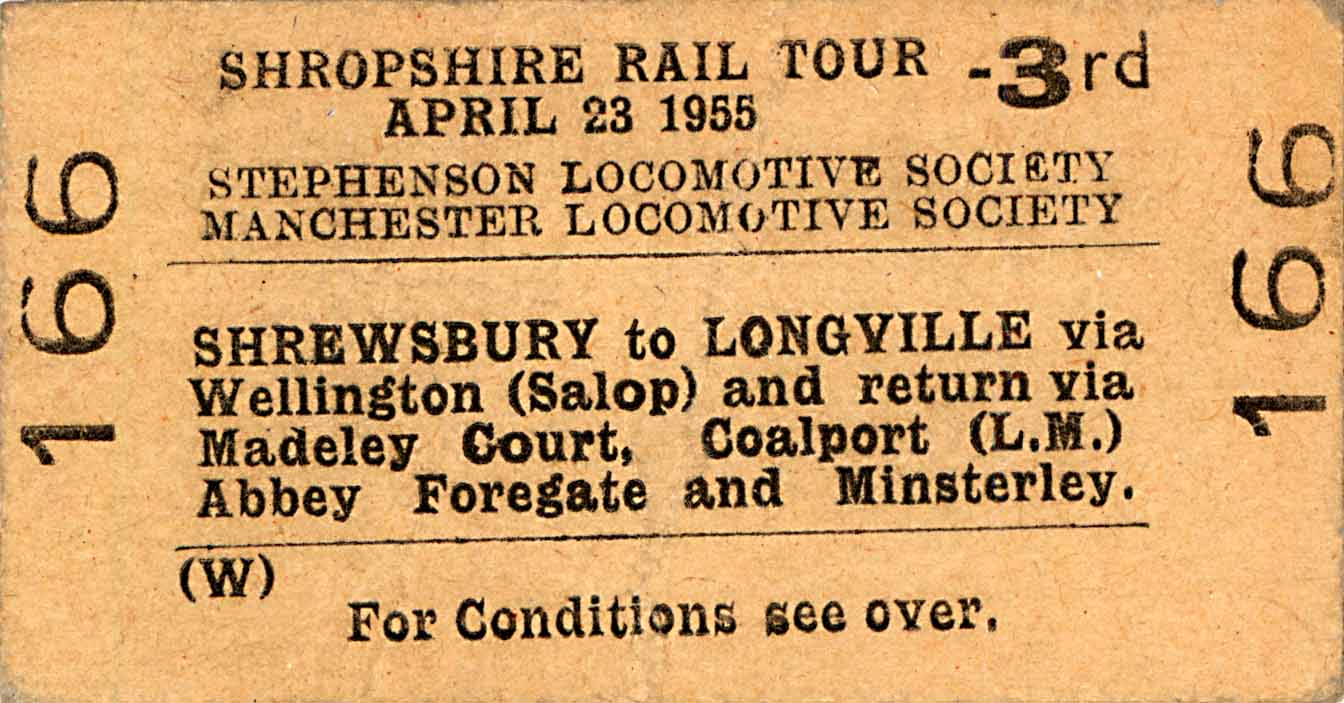 SHROPSHIRE RAIL TOUR -3rd
APRIL 23 1955
STEPHENSON LOCOMOTIVE SOCIETY
MANCHESTER LOCOMOTIVE SOCIETY
166
166
SHREWSBURY to LONGVILLE via
Wellington (Salop) and return via
Madeley Court, Coalport (L.M.)
Abbey Foregate and Minsterley.
(W)
For Conditions see over.